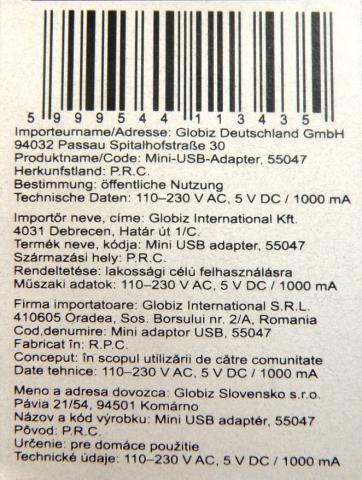 5 999544 113435
Importeurname/Adresse: Globiz Deutschland GmbH
94032 Passau Spitalhofstraße 30
Produktname/Code: Mini-USB-Adapter, 55047
Herkunfstland: P.R.C.
Bestimmung: öffentliche Nutzung
Technische Daten: 110–230 V AC, 5 V DC / 1000 mA
Importőr neve, címe: Globiz International Kft.
4031 Debrecen, Határ út 1/C.
Termék neve, kódja: Mini USB adapter, 55047
Származási hely: P.R.C.
Rendeltetése: lakossági célú felhasználásra
Műszaki adatok: 110–230 V AC, 5 V DC / 1000 mA
Firma importatoare: Globiz International S.R.L.
410605 Oradea, Sos. Borsului nr. 2/A, Romania
Cod,denumire: Mini adaptor USB, 55047
Fabricat în: R.P.C.
Conceput: în scopul utilizării de către comunitate
Date tehnice: 110–230 V AC, 5 V DC / 1000 mA
Meno a adresa dovozca: Globiz Slovensko s.r.o.
Pávia 21/54, 94501 Komárno
Názov a kód výrobku: Mini USB adaptér, 55047
Pôvod: P.R.C.
Určenie: pre domáce použitie
Technické údaje: 110–230 V AC, 5 V DC / 1000 mA